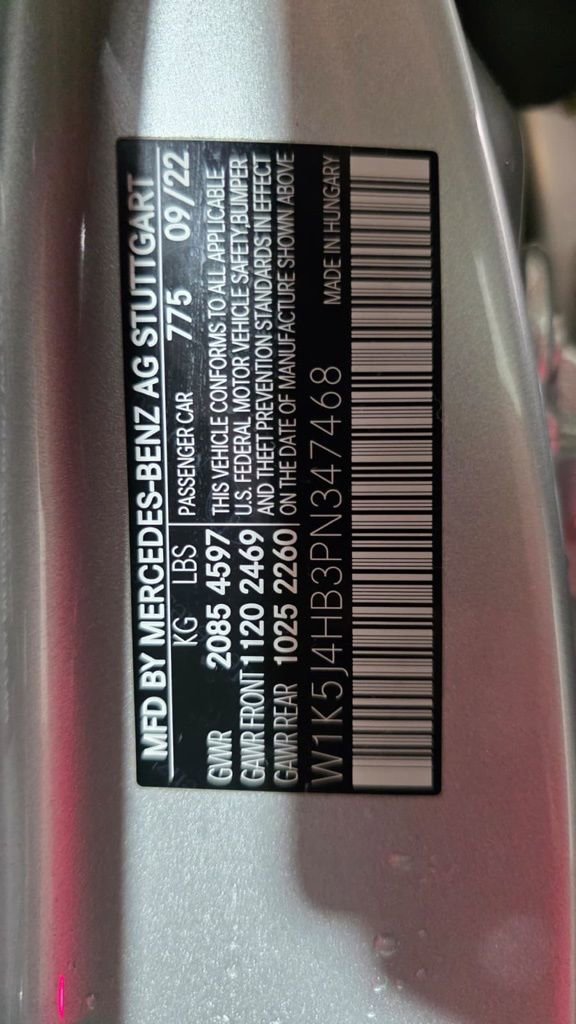 MFD BY MERCEDES-BENZ AG STUTTGART
KG LBS PASSENGER CAR 775 09/22
GVWR 2085 4597 THIS VEHICLE CONFORMS TO ALL APPLICABLE
GAWR FRONT 1120 2469 U.S. FEDERAL MOTOR VEHICLE SAFETY,BUMPER
AND THEFT PREVENTION STANDARDS IN EFFECT
GAWR REAR 1025 2260 ON THE DATE OF MANUFACTURE SHOWN ABOVE
W1K5J4HB3PN347468 MADE IN HUNGARY